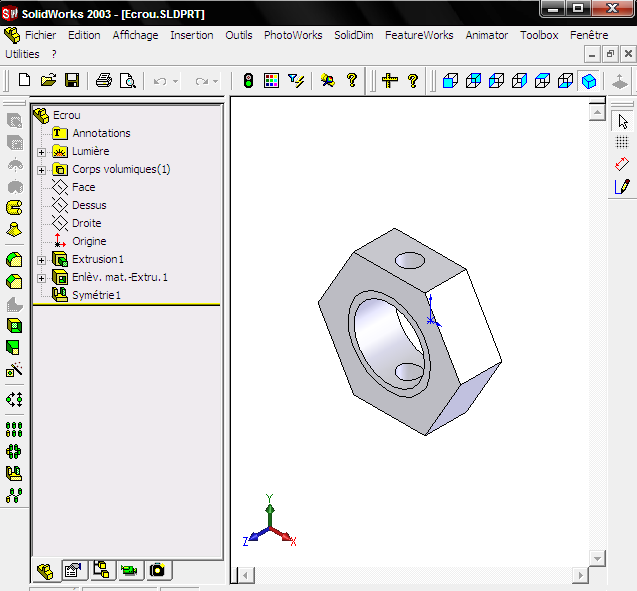 SolidWorks 2003 - [Ecrou.SLDPRT]
Fichier Edition Affichage Insertion Outils PhotoWorks SolidDim FeatureWorks Animator Toolbox Fenêtre
Utilities ?
Ecrou
Annotations
Lumière
Corps volumiques(1)
Face
Dessus
Droite
Origine
Extrusion1
Enlèv. mat.-Extru.1
Symétrie1
Y
Z X